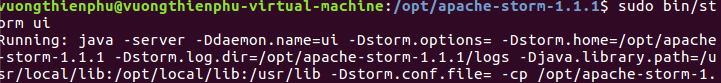 vuongthienphu@vuongthienphu-virtual-machine:/opt/apache-storm-1.1.1$ sudo bin/st
orm ui
Running: java -server -Ddaemon.name=ui -Dstorm.options= -Dstorm.home=/opt/apache
-storm-1.1.1 -Dstorm.log.dir=/opt/apache-storm-1.1.1/logs -Djava.library.path=/u
sr/local/lib:/opt/local/lib:/usr/lib -Dstorm.conf.file= -cp /opt/apache-storm-1.